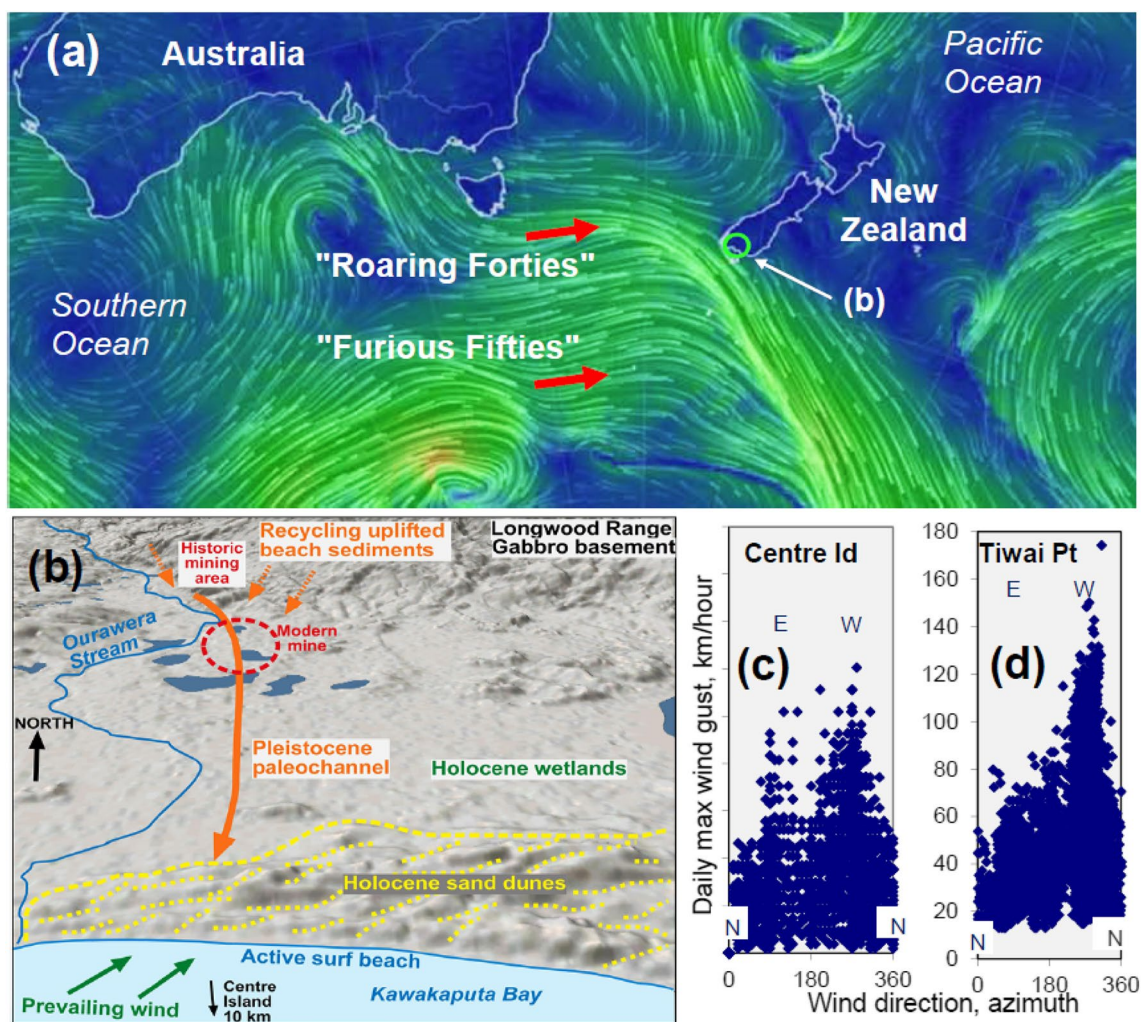 (a)
Australia
Pacific
Ocean
New
Zealand
"Roaring Forties"
(b)
Southern
Ocean
"Furious Fifties"
(b)
Recycling uplifted
beach sediments
Longwood Range
Gabbro basement
Historic
mining
area
Modern
mine
Ourawera
Stream
NORTH
Pleistocene
paleochannel
Holocene wetlands
Holocene sand dunes
Active surf beach
Prevailing wind
Centre
Island
10 km
Kawakaputa Bay
Daily max wind gust, km/hour
Centre Id
E W
(c)
N N
0 180 360
180
160
140
120
100
80
60
40
20
0
Tiwai Pt
E W
(d)
N N
0 180 360
Wind direction, azimuth